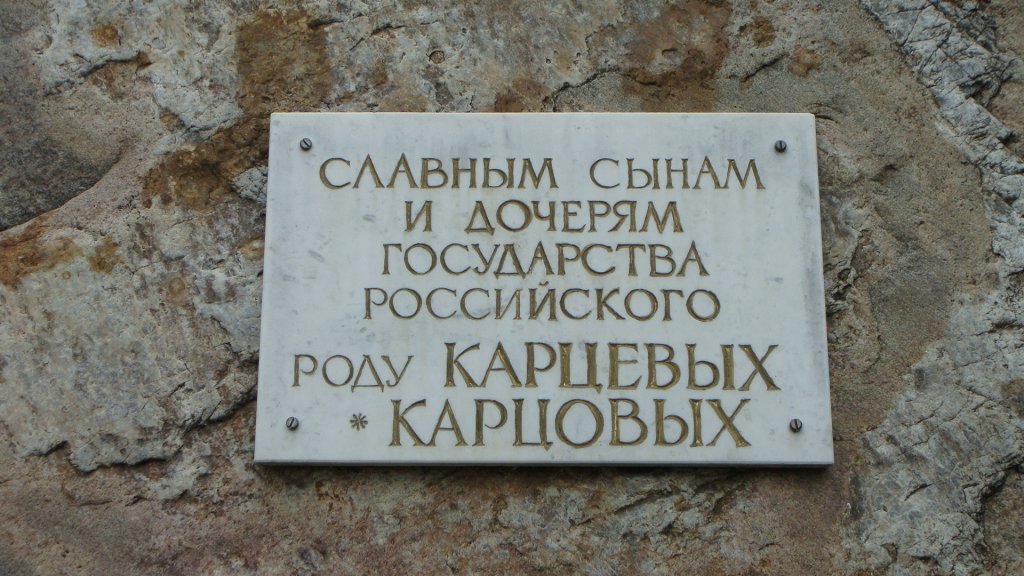 СЛАВНЫМ СЫНАМ
И ДОЧЕРЯМ
ГОСУДАРСТВА
РОССИЙСКОГО
РОДУ КАРЦЕВЫХ
* КАРЦОВЫХ